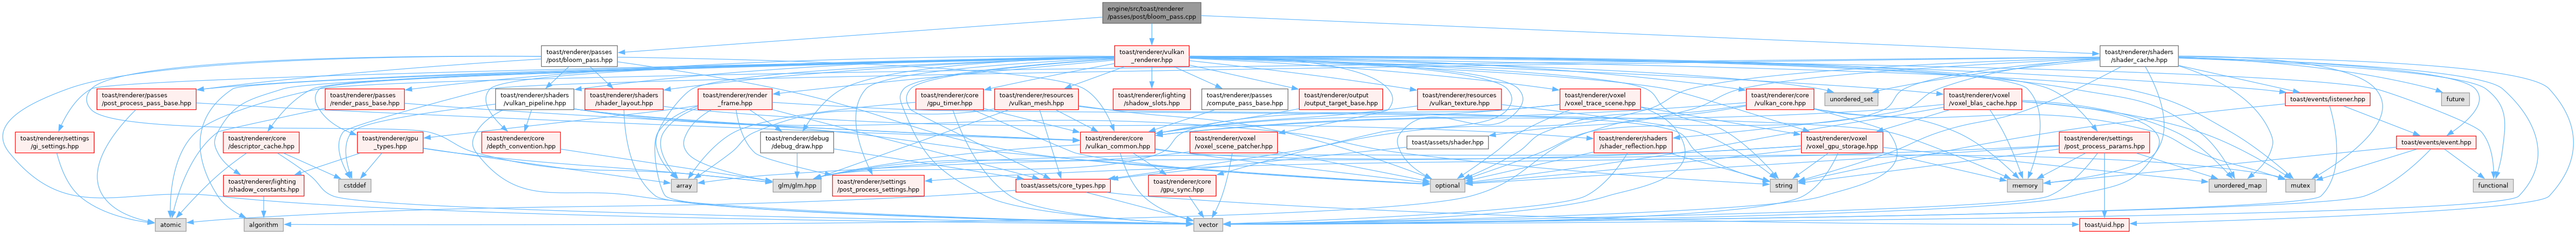 engine/src/toast/renderer
/passes/post/bloom_pass.cpp
toast/renderer/passes
/post/bloom_pass.hpp
toast/renderer/vulkan
_renderer.hpp
toast/renderer/shaders
/shader_cache.hpp
toast/renderer/passes
/post_process_pass_base.hpp
toast/renderer/passes
/render_pass_base.hpp
toast/renderer/shaders
/vulkan_pipeline.hpp
toast/renderer/shaders
/shader_layout.hpp
toast/renderer/render
_frame.hpp
toast/renderer/core
/gpu_timer.hpp
toast/renderer/resources
/vulkan_mesh.hpp
toast/renderer/lighting
/shadow_slots.hpp
toast/renderer/passes
/compute_pass_base.hpp
toast/renderer/output
/output_target_base.hpp
toast/renderer/resources
/vulkan_texture.hpp
toast/renderer/voxel
/voxel_trace_scene.hpp
toast/renderer/core
/vulkan_core.hpp
unordered_set
toast/renderer/voxel
/voxel_blas_cache.hpp
toast/events/listener.hpp
future
toast/renderer/settings
/gi_settings.hpp
toast/renderer/core
/descriptor_cache.hpp
toast/renderer/gpu
_types.hpp
toast/renderer/core
/depth_convention.hpp
toast/renderer/debug
/debug_draw.hpp
toast/renderer/core
/vulkan_common.hpp
toast/renderer/voxel
/voxel_scene_patcher.hpp
toast/assets/shader.hpp
toast/renderer/shaders
/shader_reflection.hpp
toast/renderer/voxel
/voxel_gpu_storage.hpp
toast/renderer/settings
/post_process_params.hpp
toast/events/event.hpp
toast/renderer/lighting
/shadow_constants.hpp
cstddef
array
glm/glm.hpp
toast/renderer/settings
/post_process_settings.hpp
toast/assets/core_types.hpp
toast/renderer/core
/gpu_sync.hpp
optional
string
memory
unordered_map
mutex
functional
atomic
algorithm
vector
toast/uid.hpp